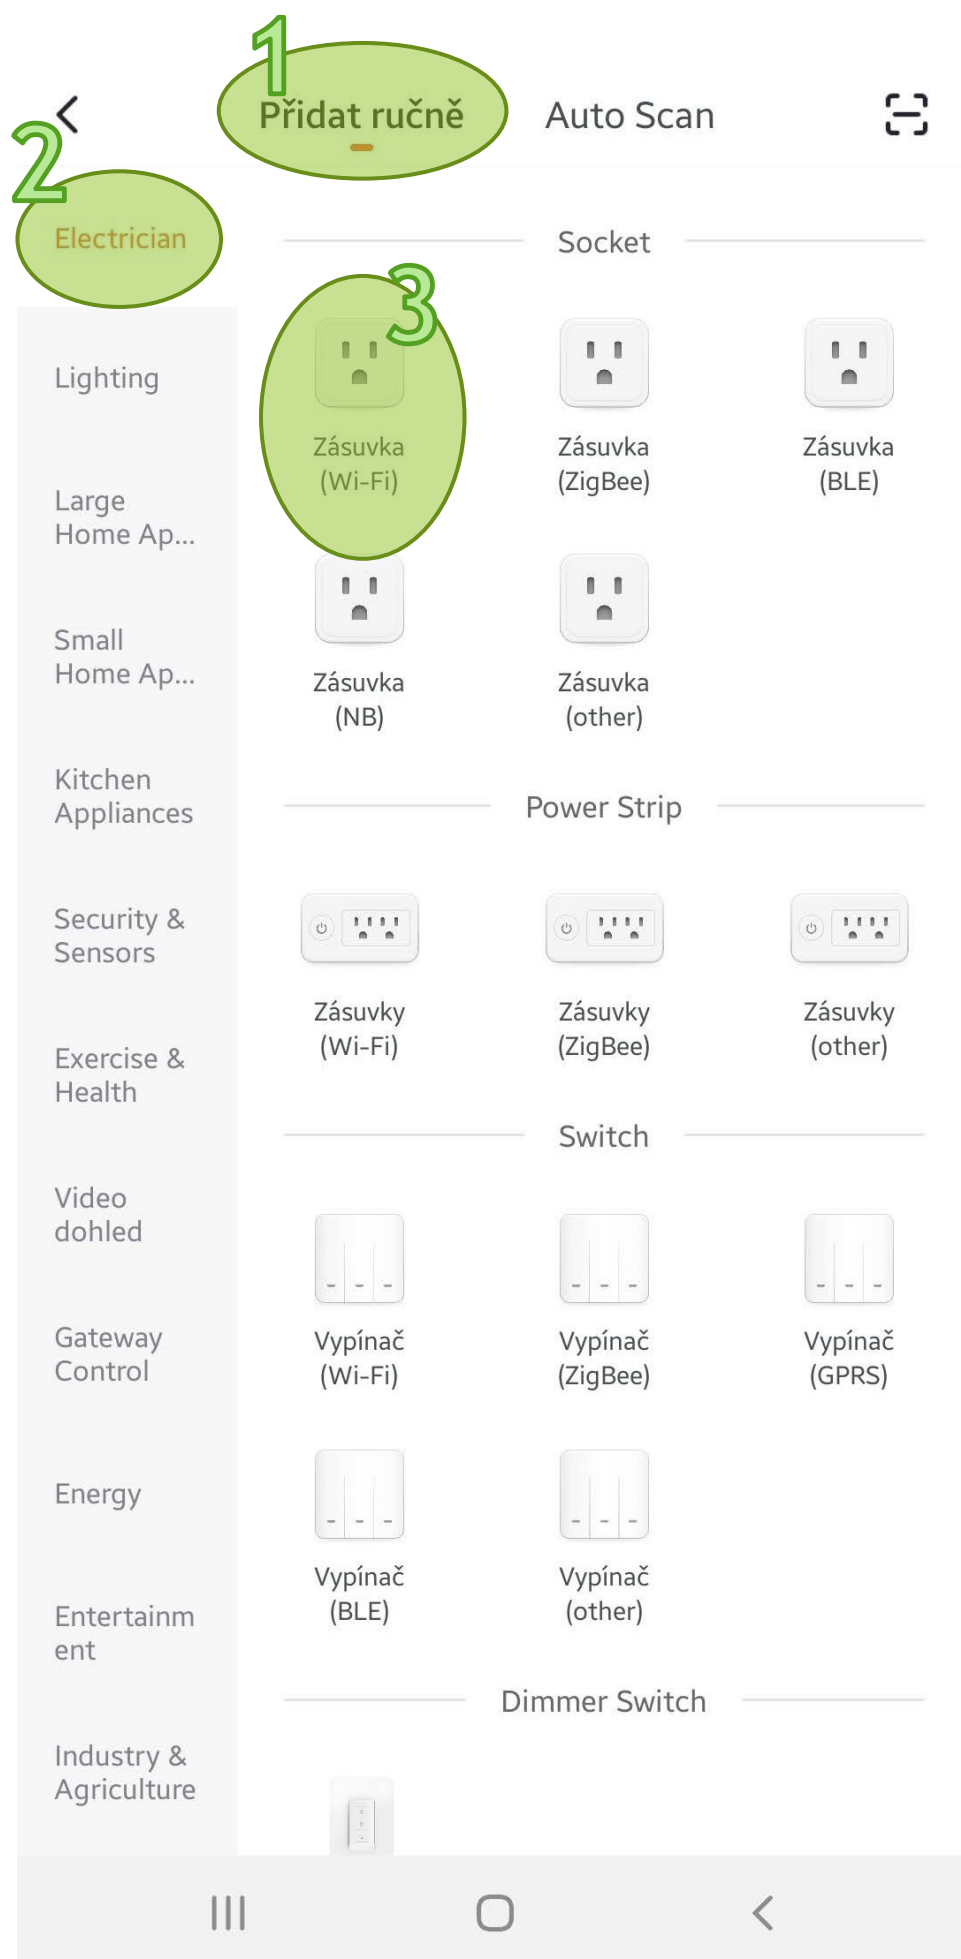 1
Přidat ručně Auto Scan
2
Electrician
Socket
3
Lighting
Zásuvka
(Wi-Fi)
Zásuvka
(ZigBee)
Zásuvka
(BLE)
Large
Home Ap...
Small
Home Ap...
Zásuvka
(NB)
Zásuvka
(other)
Kitchen
Appliances
Power Strip
Security &
Sensors
Zásuvky
(Wi-Fi)
Zásuvky
(ZigBee)
Zásuvky
(other)
Exercise &
Health
Switch
Video
dohled
Gateway
Control
Vypínač
(Wi-Fi)
Vypínač
(ZigBee)
Vypínač
(GPRS)
Energy
Vypínač
(BLE)
Vypínač
(other)
Entertainm
ent
Dimmer Switch
Industry &
Agriculture